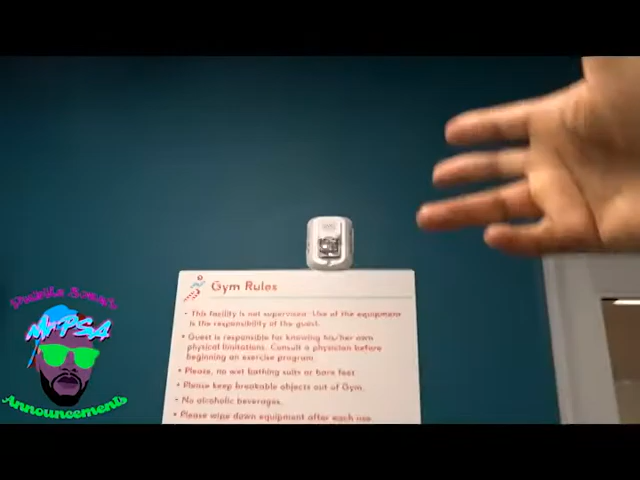 Gym Rules
• This facility is not supervised. Use of the equipment
is the responsibility of the guest.
• Guest is responsible for knowing his/her own
physical limitations. Consult a physician before
beginning an exercise program.
• Please, no wet bathing suits or bare feet
• Please keep breakable objects out of Gym.
• No alcoholic beverages.
• Please wipe down equipment after each use
MrPSA
Announcements